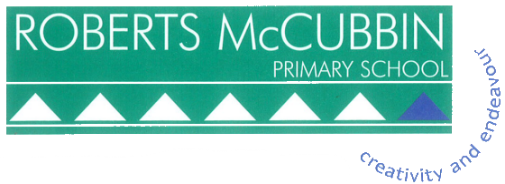 ROBERTS McCUBBIN
PRIMARY SCHOOL
creativity and endeavour